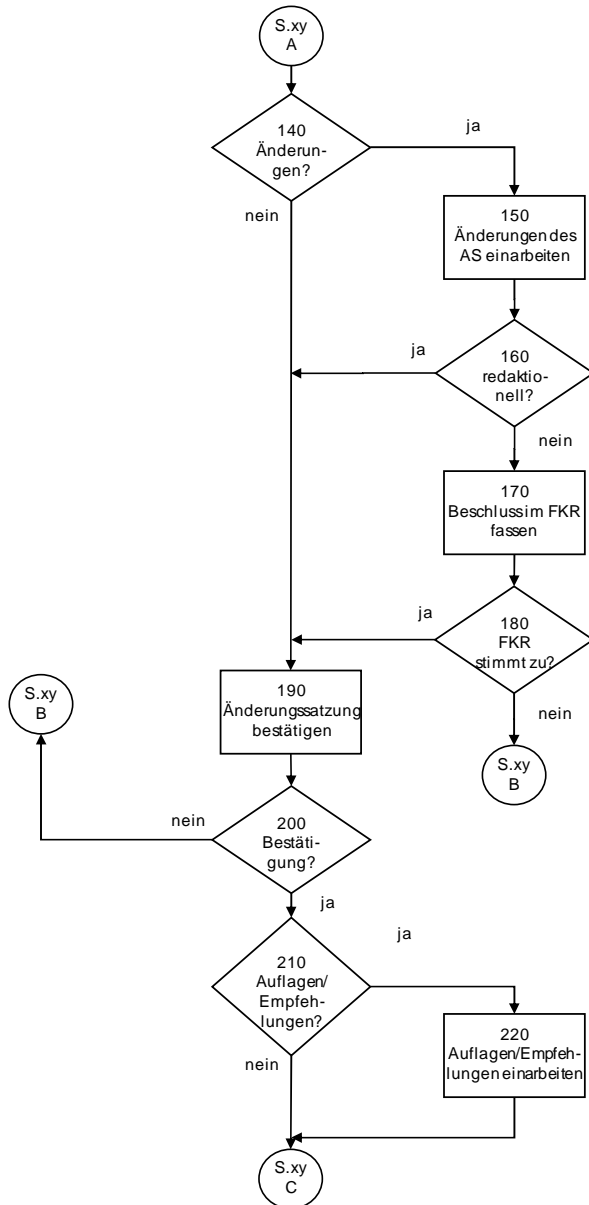 S.xy
A
140
Änderun-
gen?
ja
nein
150
Änderungen des
AS einarbeiten
ja
160
redaktio-
nell?
nein
170
Beschluss im FKR
fassen
ja
180
FKR
stimmt zu?
nein
S.xy
B
190
Änderungssatzung
bestätigen
S.xy
B
nein
200
Bestäti-
gung?
ja
210
Auflagen/
Empfeh-
lungen?
ja
nein
220
Auflagen/Empfeh-
lungen einarbeiten
S.xy
C